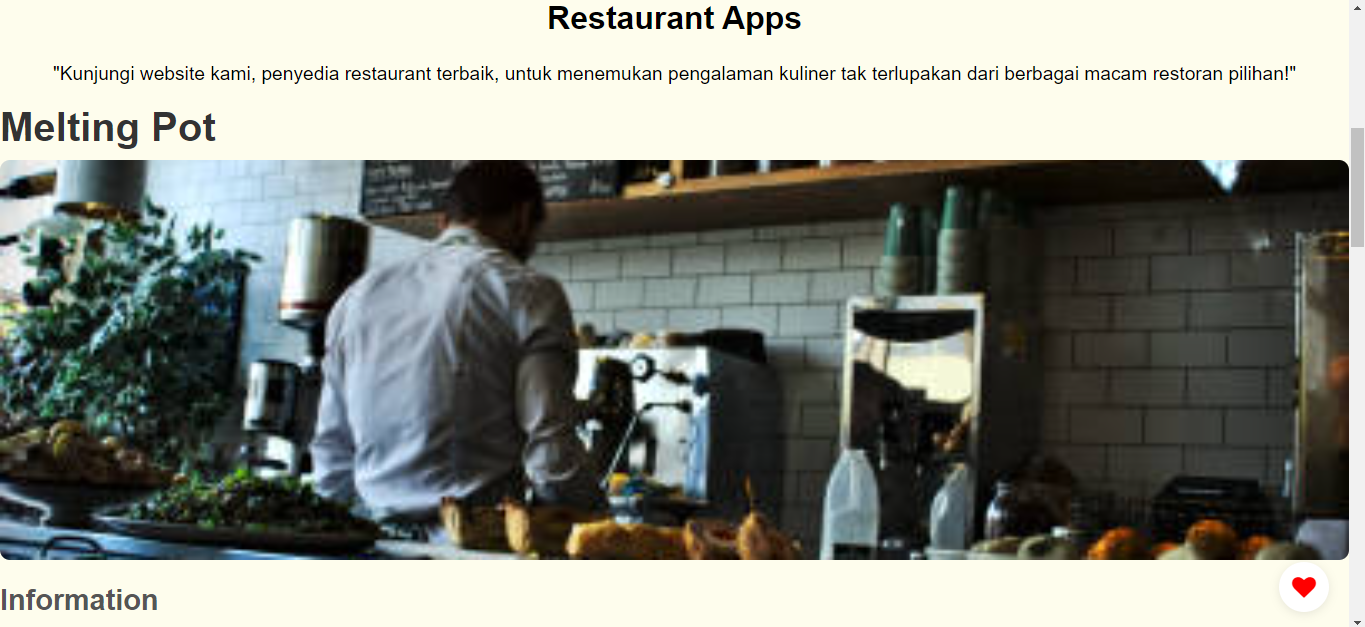 Restaurant Apps
"Kunjungi website kami, penyedia restaurant terbaik, untuk menemukan pengalaman kuliner tak terlupakan dari berbagai macam restoran pilihan!"
Melting Pot
Information